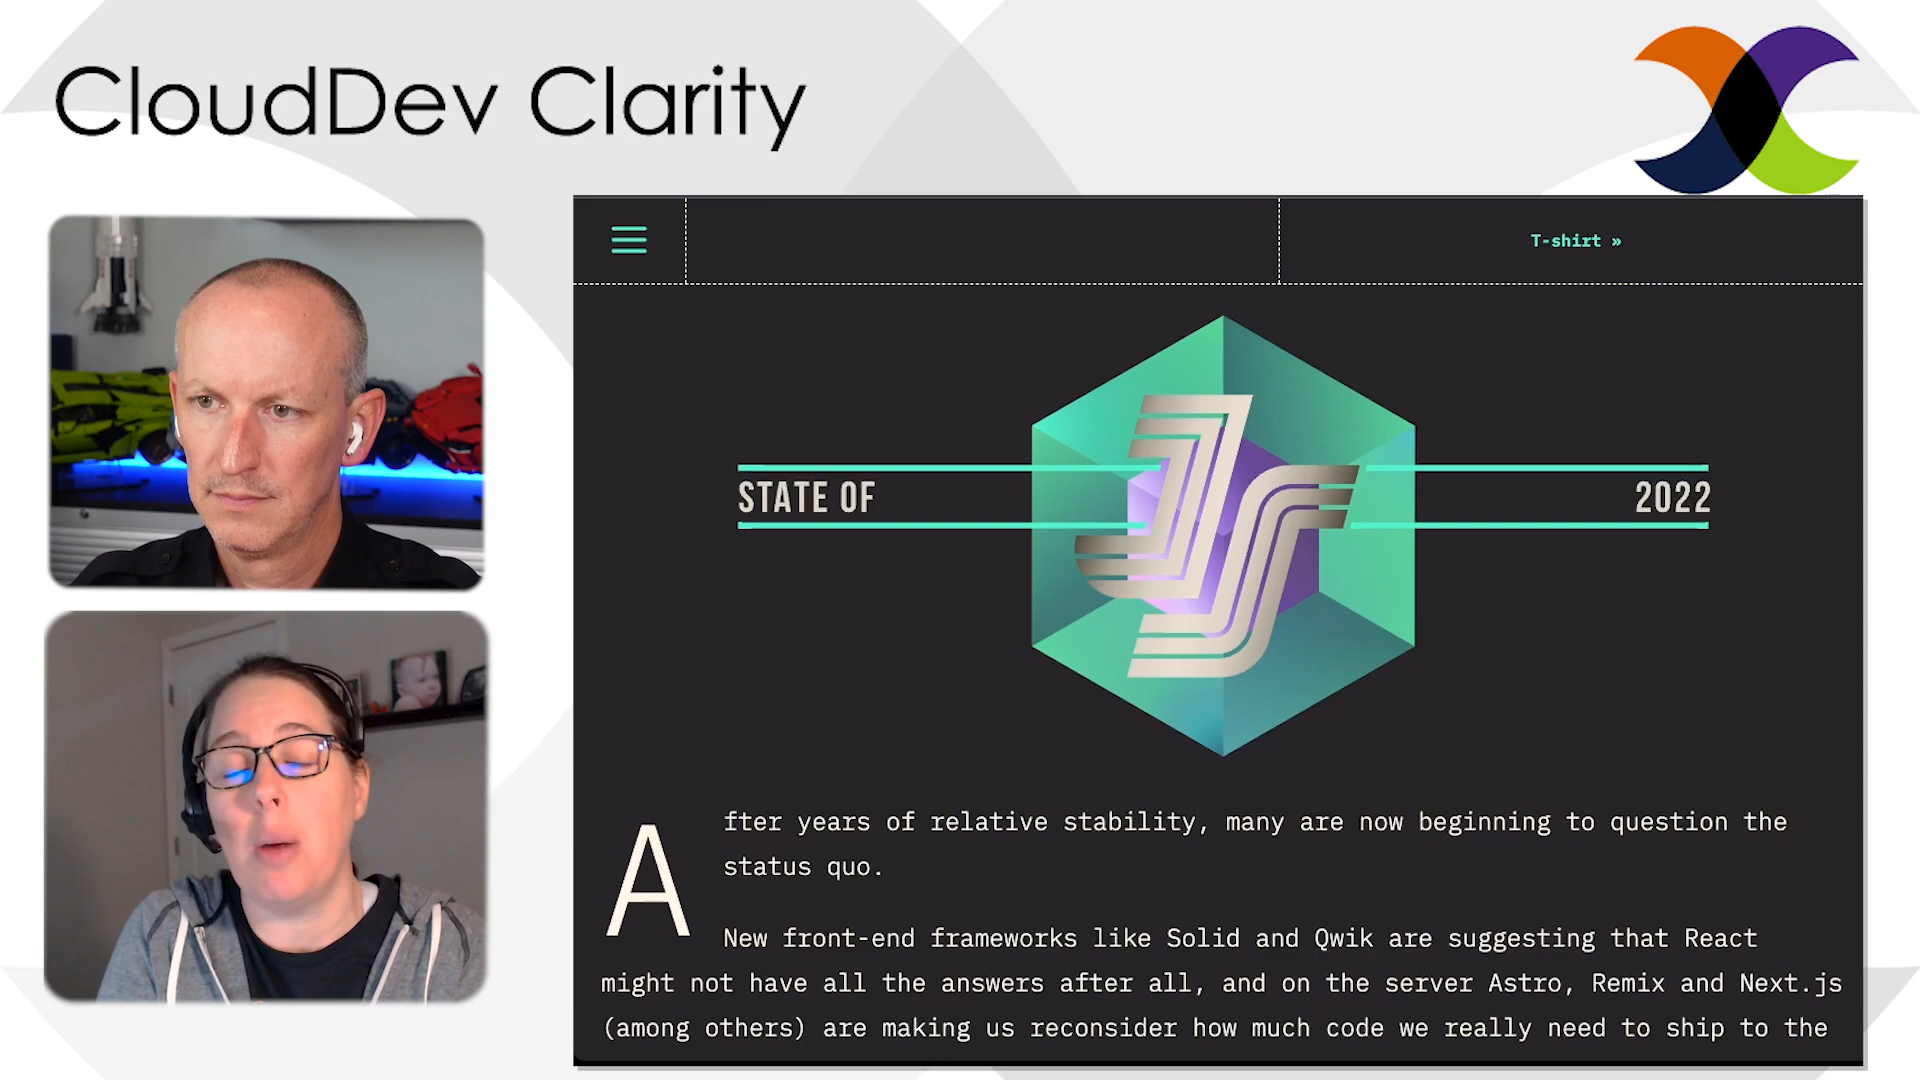 CloudDev Clarity
T-shirt »
STATE OF
JS
2022
After years of relative stability, many are now beginning to question the
status quo.
New front-end frameworks like Solid and Qwik are suggesting that React
might not have all the answers after all, and on the server Astro, Remix and Next.js
(among others) are making us reconsider how much code we really need to ship to the